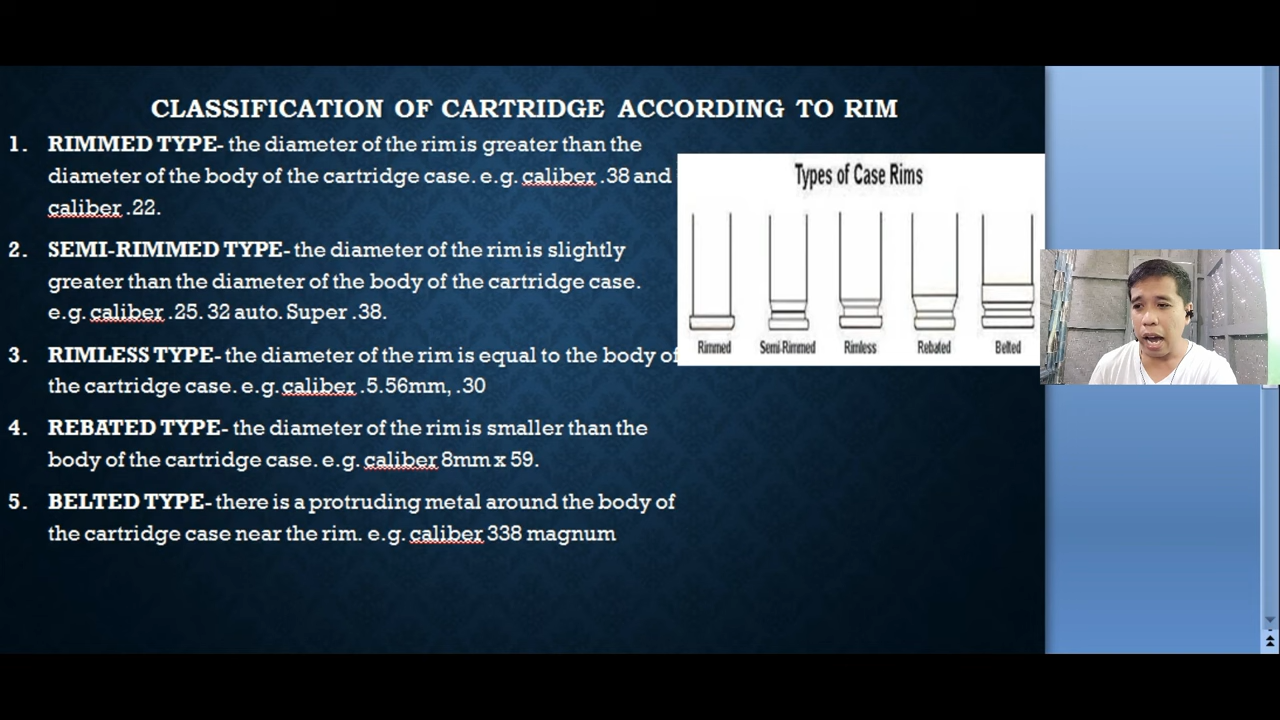 CLASSIFICATION OF CARTRIDGE ACCORDING TO RIM
1. RIMMED TYPE- the diameter of the rim is greater than the
diameter of the body of the cartridge case. e.g. caliber .38 and
caliber .22.
2. SEMI-RIMMED TYPE- the diameter of the rim is slightly
greater than the diameter of the body of the cartridge case.
e.g. caliber .25. 32 auto. Super .38.
3. RIMLESS TYPE- the diameter of the rim is equal to the body of
the cartridge case. e.g. caliber .5.56mm, .30
4. REBATED TYPE- the diameter of the rim is smaller than the
body of the cartridge case. e.g. caliber 8mm x 59.
5. BELTED TYPE- there is a protruding metal around the body of
the cartridge case near the rim. e.g. caliber 338 magnum
Types of Case Rims
Rimmed Semi-Rimmed Rimless Rebated Belted